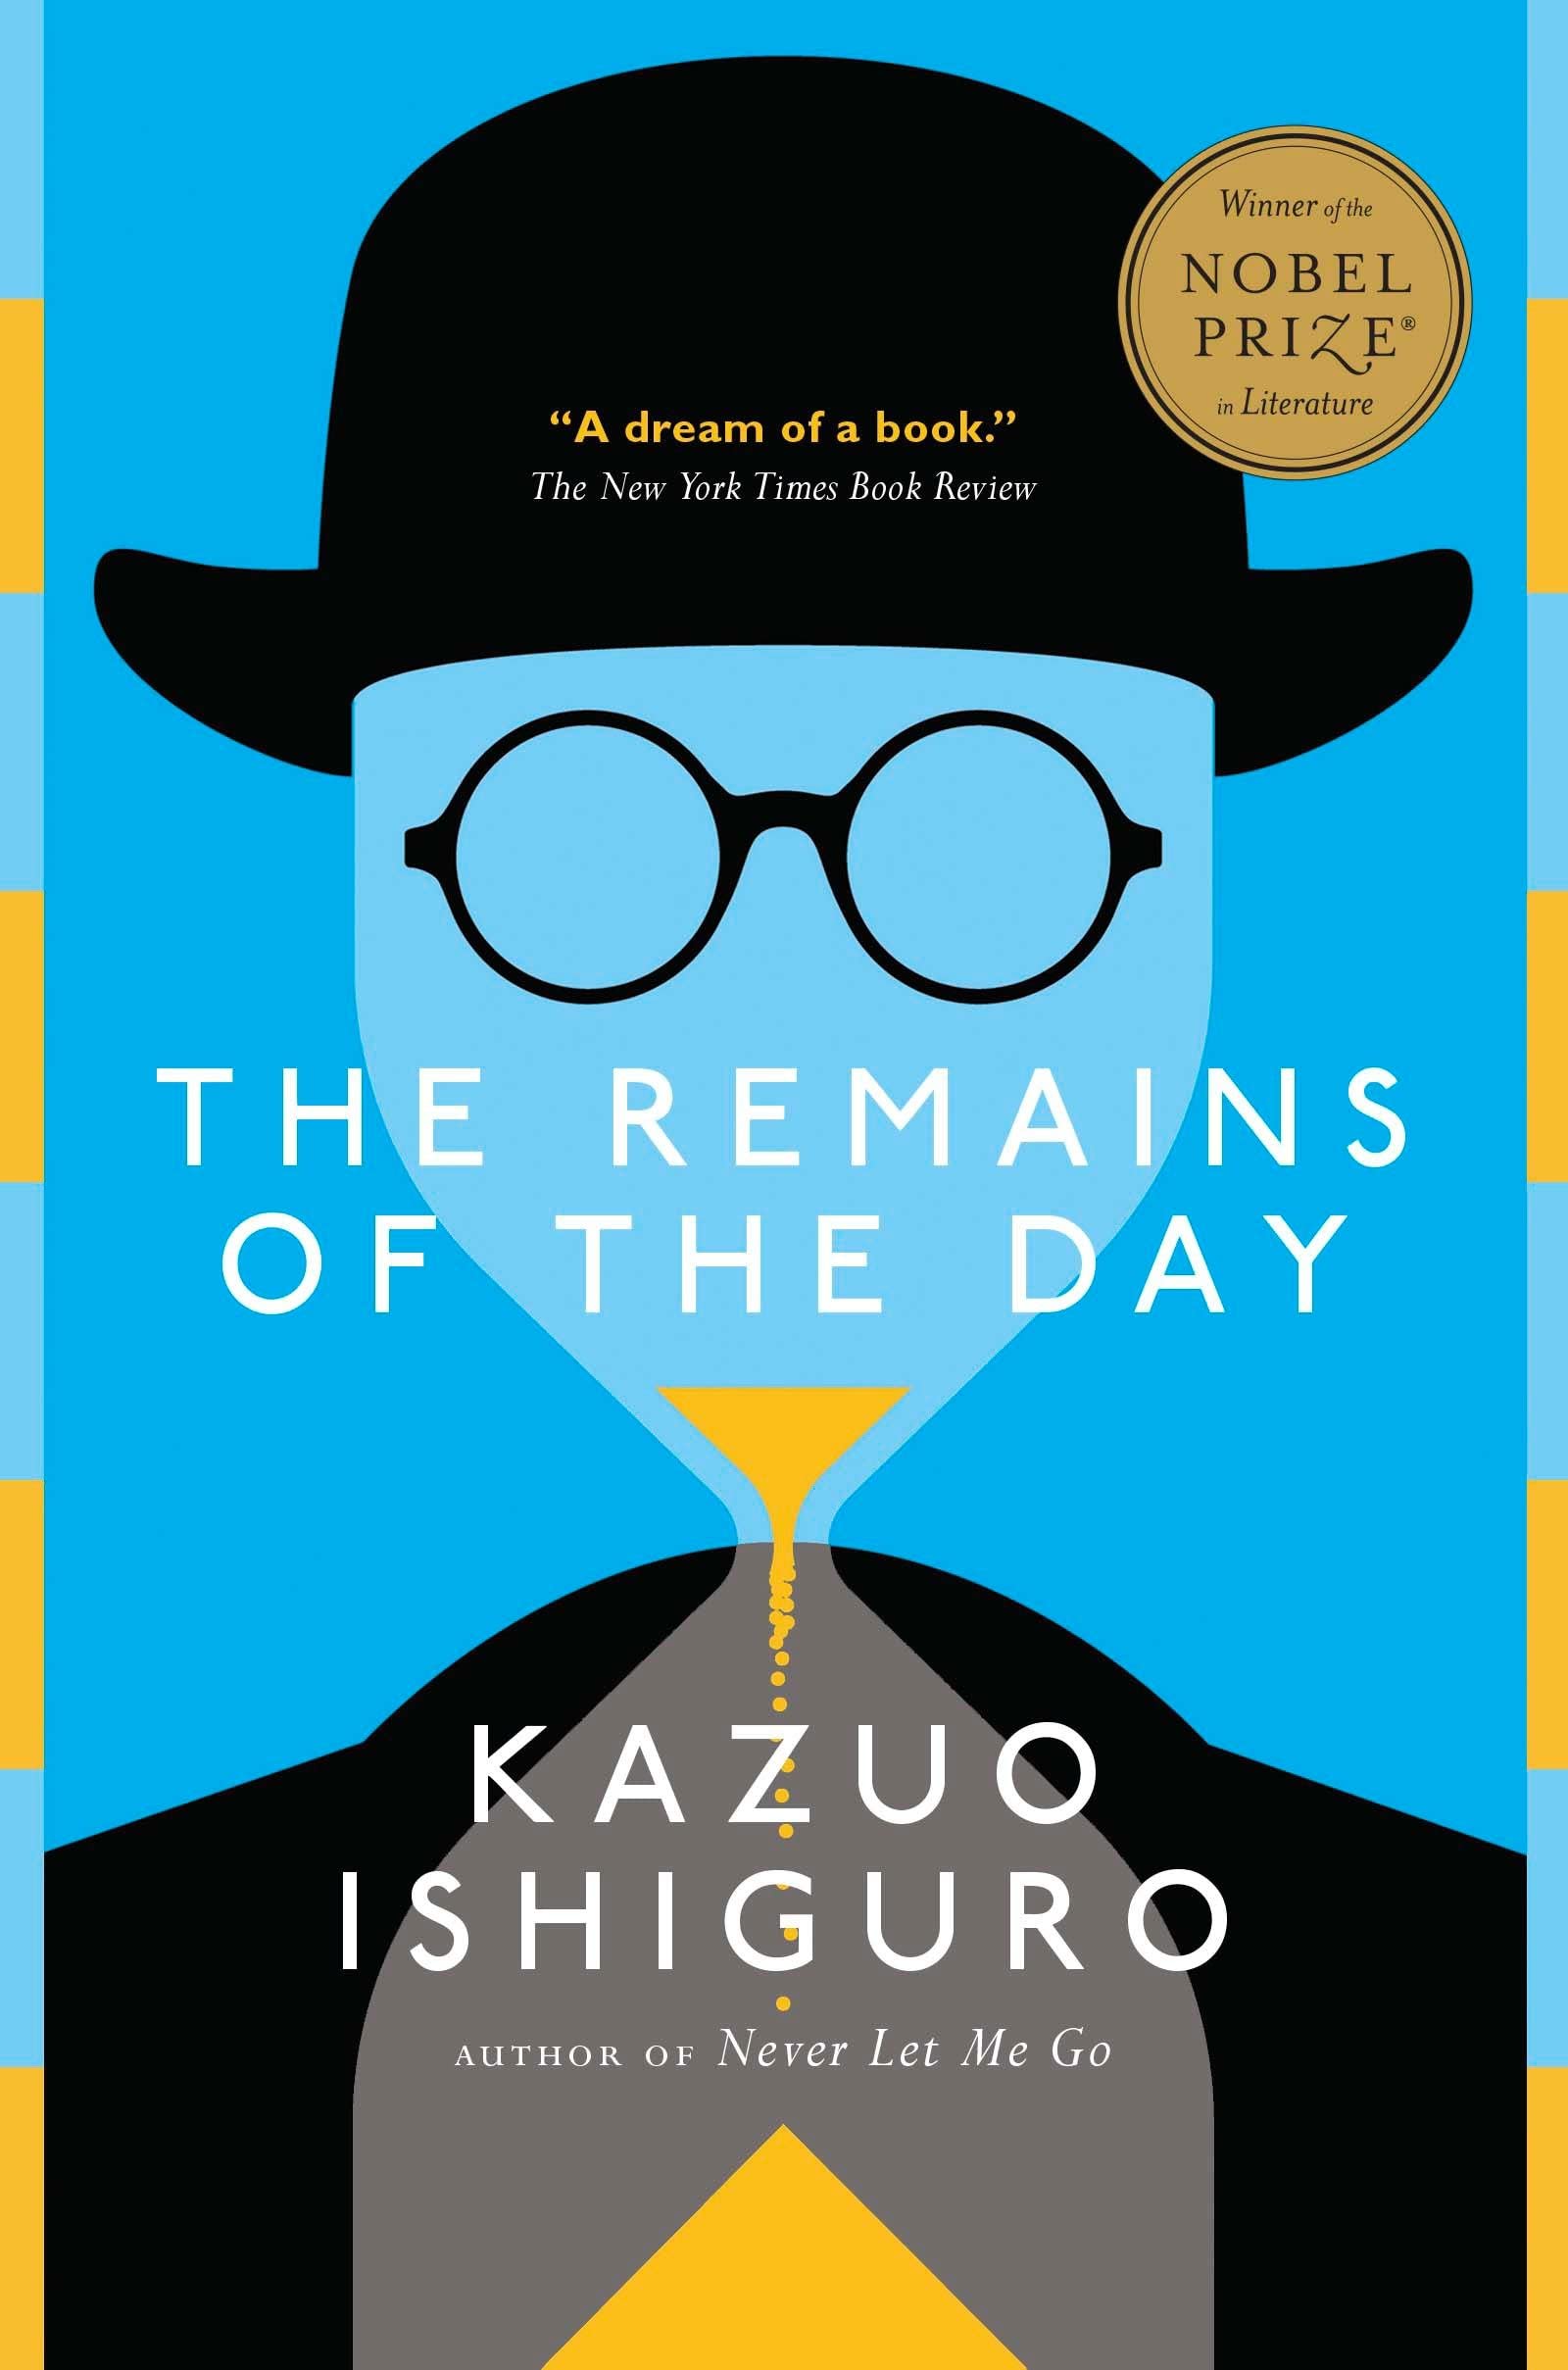 Winner of the
NOBEL
PRIZE®
in Literature
“A dream of a book.”
The New York Times Book Review
THE REMAINS
OF THE DAY
KAZUO
ISHIGURO
AUTHOR OF Never Let Me Go